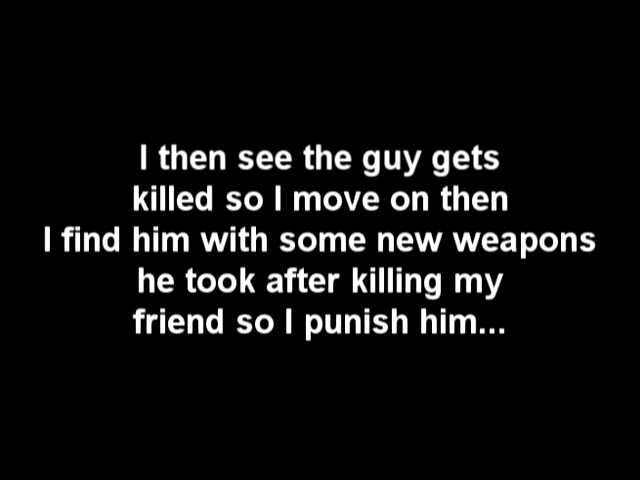 I then see the guy gets
killed so I move on then
I find him with some new weapons
he took after killing my
friend so I punish him...